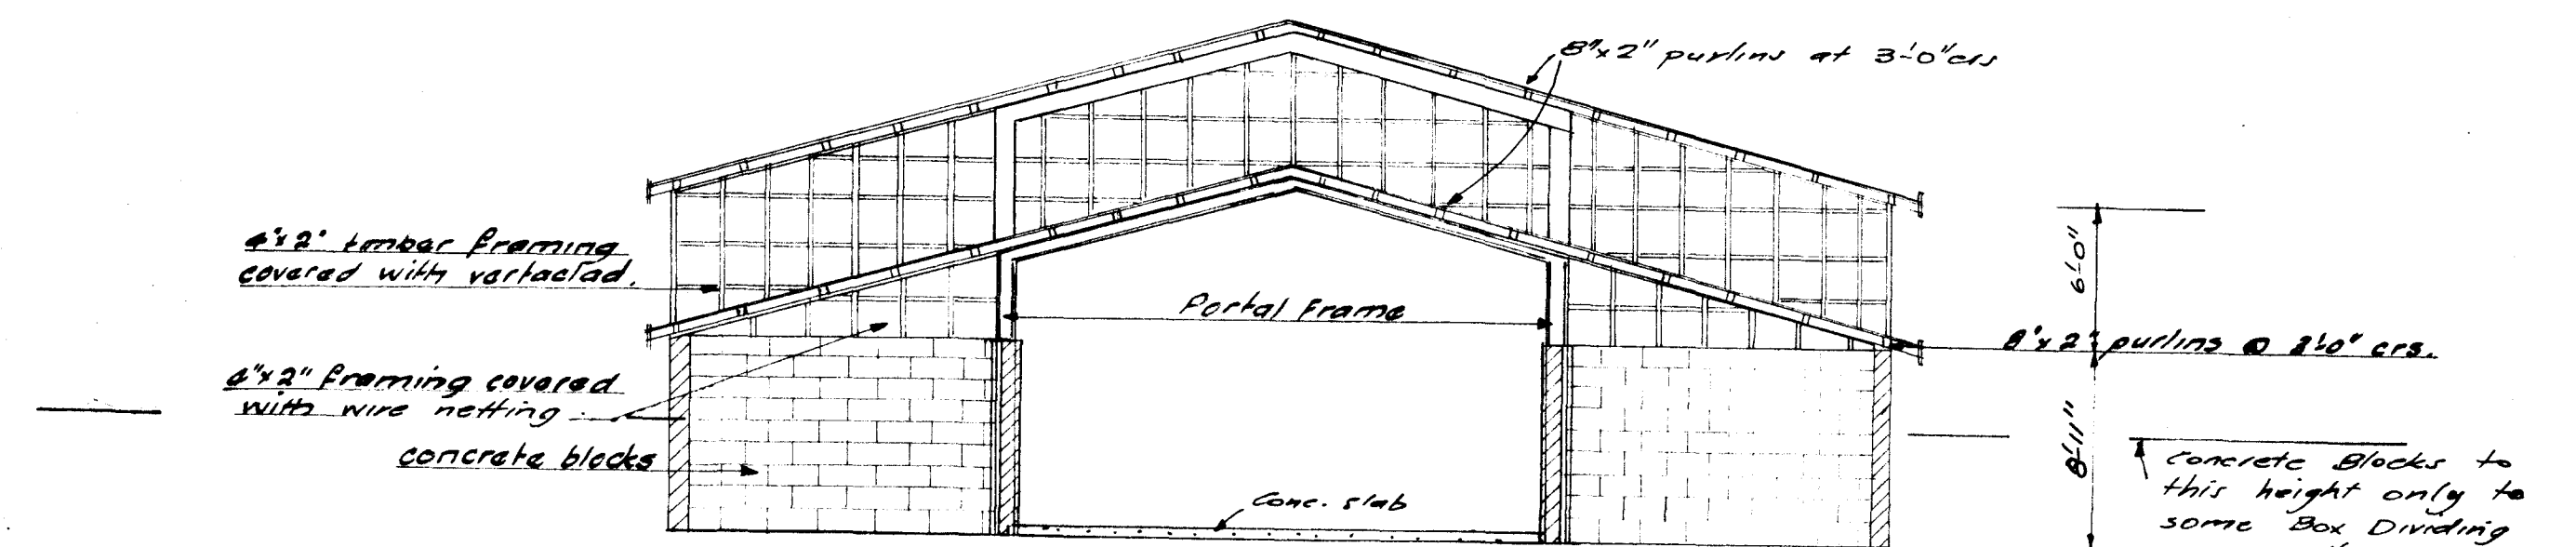 8"x2" purlins at 3'-0" crs
4"x2" timber framing
covered with vertaclad.
6'-0"
Portal Frame
8"x2" purlins @ 3'-0" crs.
4"x2" framing covered
with wire netting
8'-11"
concrete blocks
Concrete Blocks to
this height only to
some Box Dividing
Conc. slab